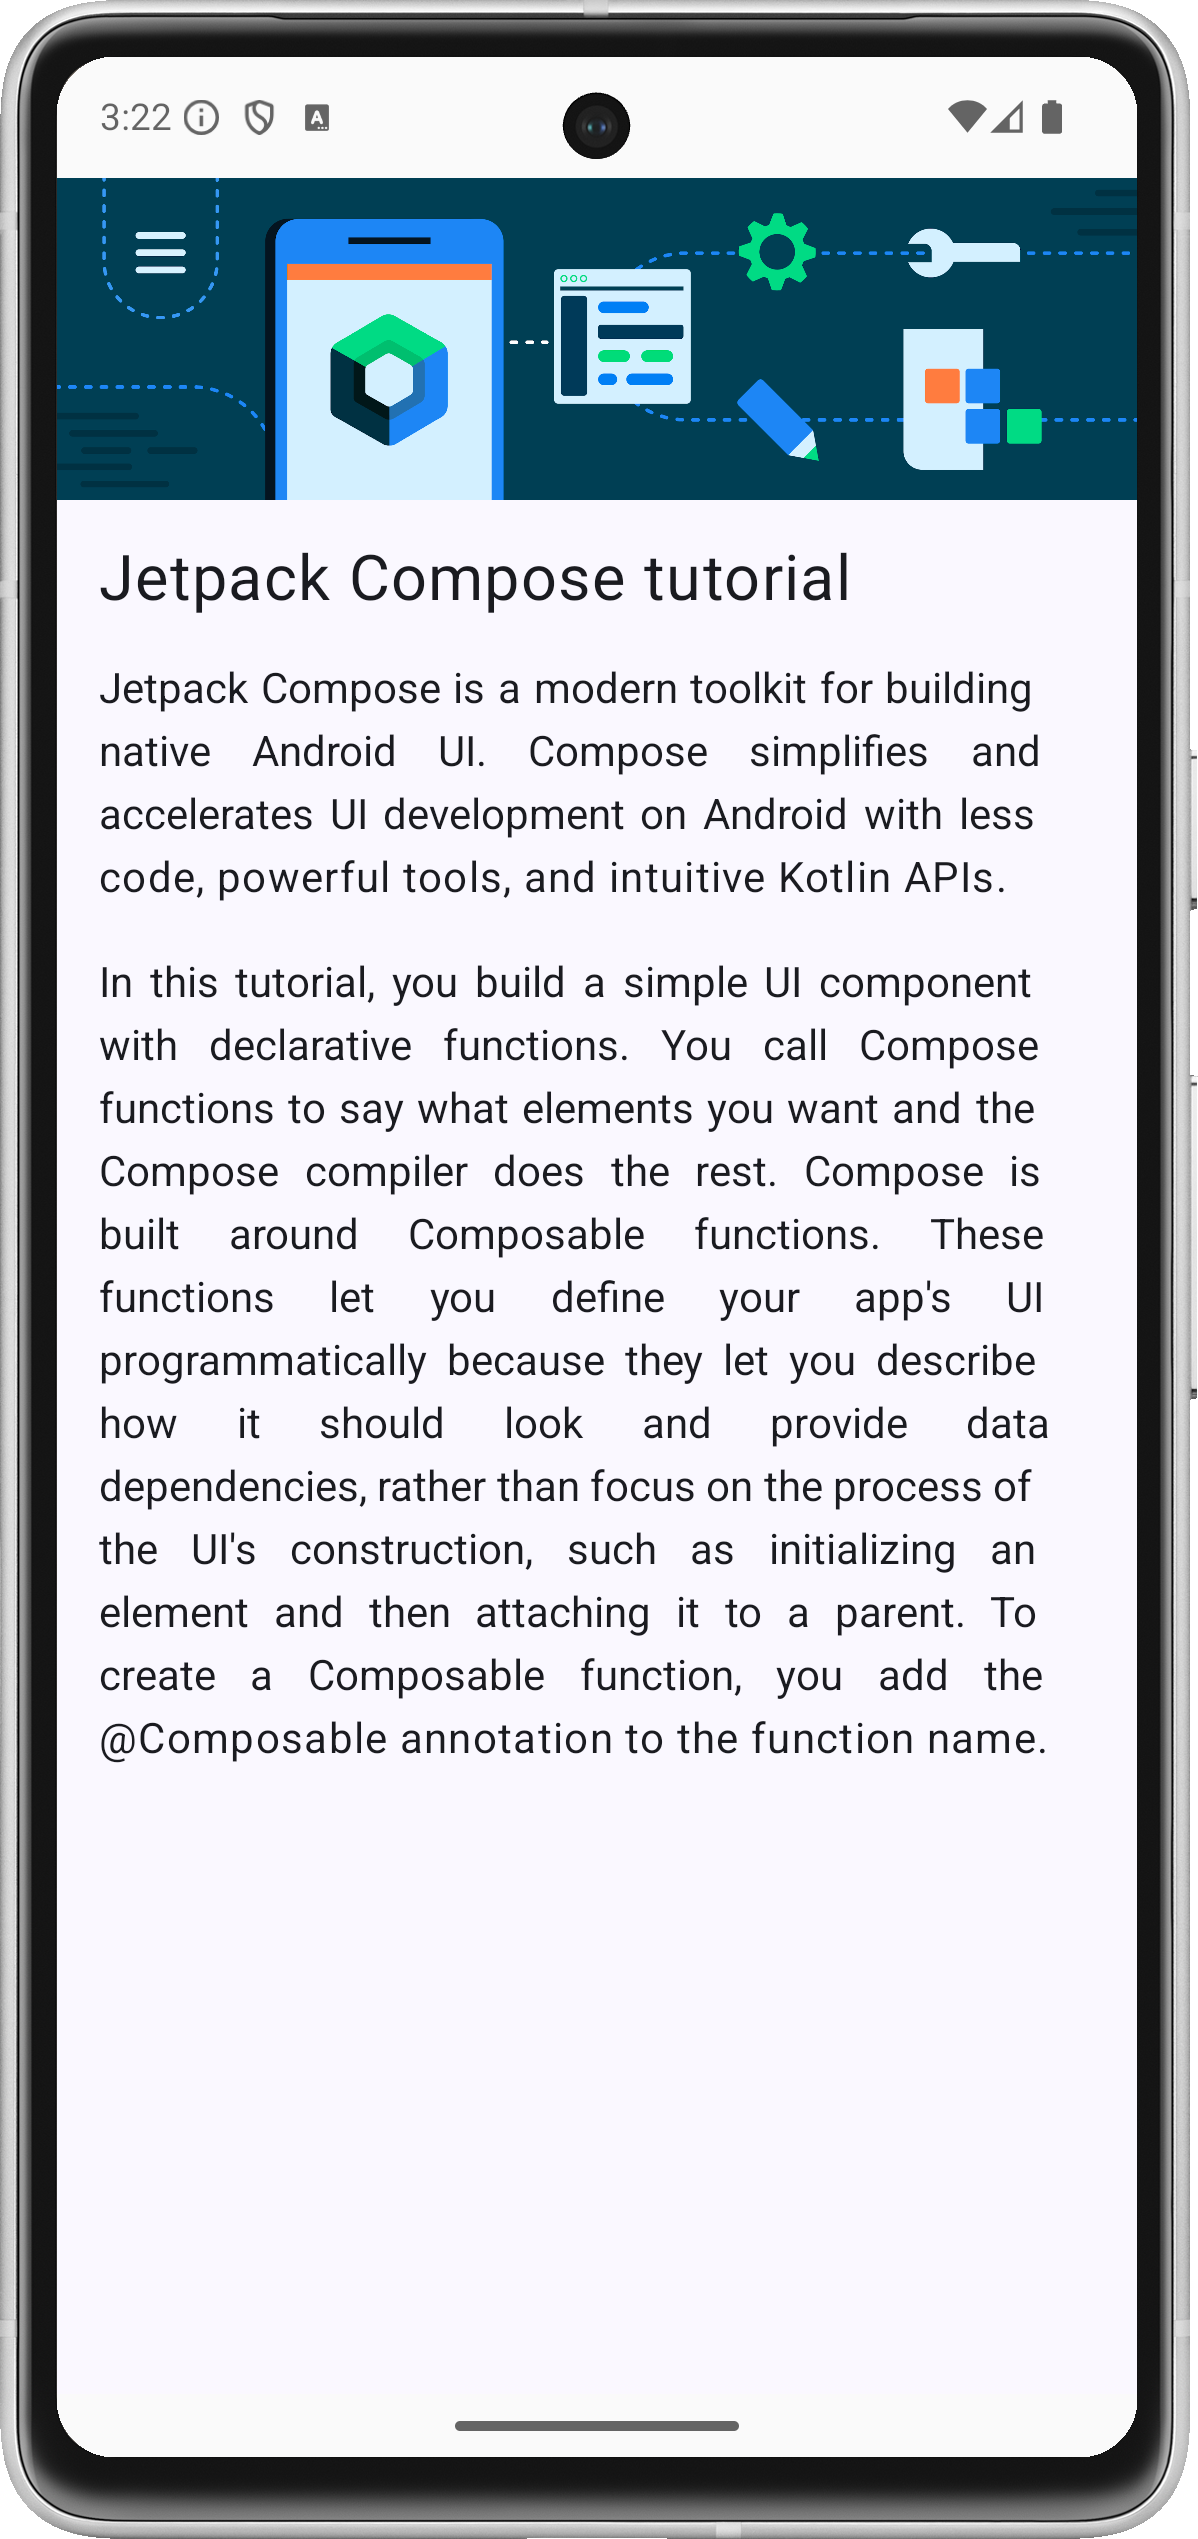 3:22
Jetpack Compose tutorial
Jetpack Compose is a modern toolkit for building
native Android UI. Compose simplifies and
accelerates UI development on Android with less
code, powerful tools, and intuitive Kotlin APIs.
In this tutorial, you build a simple UI component
with declarative functions. You call Compose
functions to say what elements you want and the
Compose compiler does the rest. Compose is
built around Composable functions. These
functions let you define your app's UI
programmatically because they let you describe
how it should look and provide data
dependencies, rather than focus on the process of
the UI's construction, such as initializing an
element and then attaching it to a parent. To
create a Composable function, you add the
@Composable annotation to the function name.